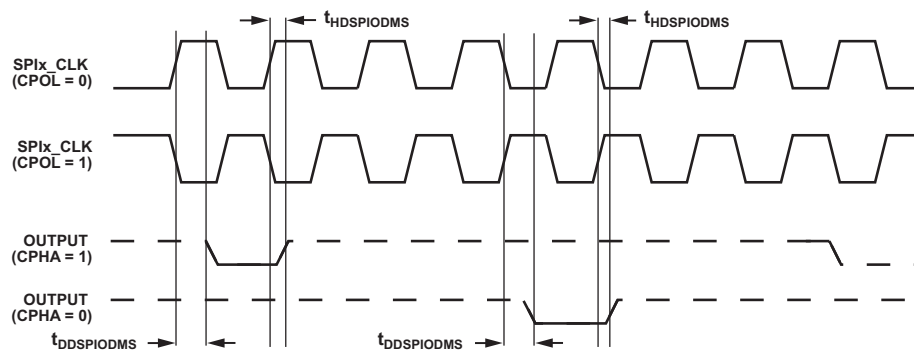 tHDSPIODMS
SPIx_CLK
(CPOL = 0)
tHDSPIODMS
SPIx_CLK
(CPOL = 1)
OUTPUT
(CPHA = 1)
OUTPUT
(CPHA = 0)
tDDSPIODMS
tDDSPIODMS